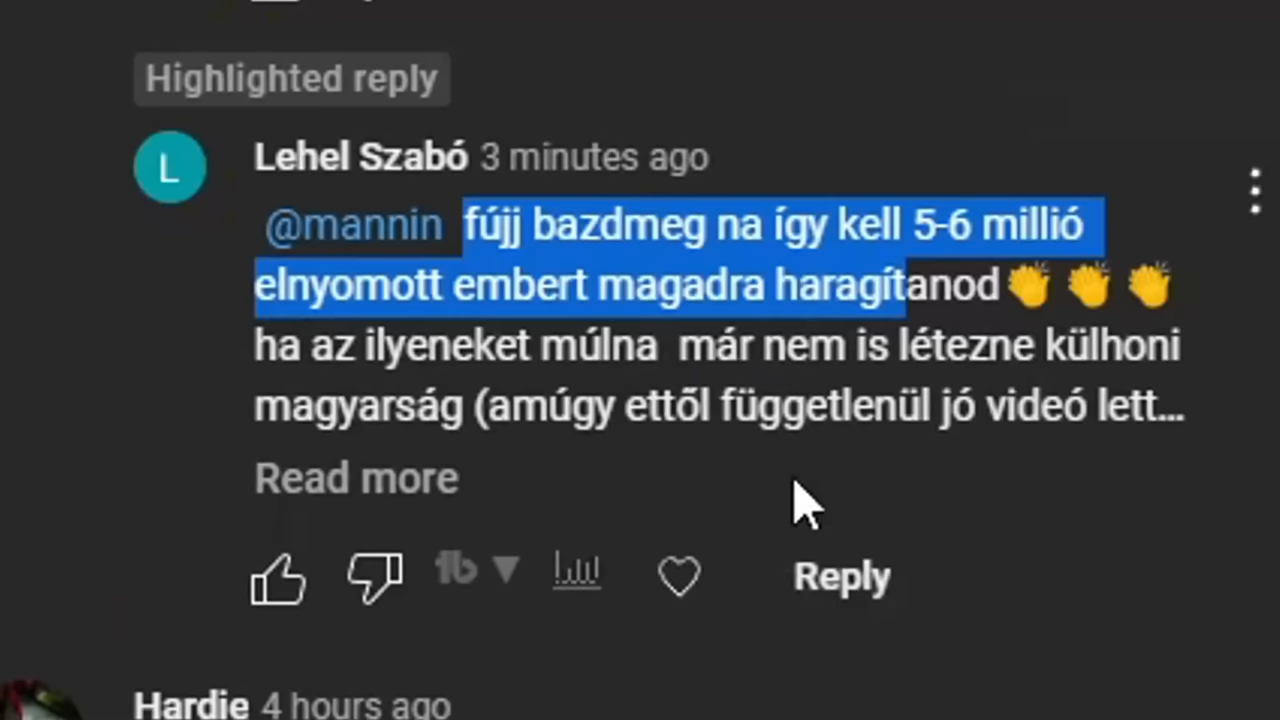 Highlighted reply
L
Lehel Szabó 3 minutes ago
@mannin fújj bazdmeg na így kell 5-6 millió
elnyomott embert magadra haragítanod👏👏👏
ha az ilyeneket múlna  már nem is létezne külhoni
magyarság (amúgy ettől függetlenül jó videó lett...
Read more
Reply
Hardie 4 hours ago